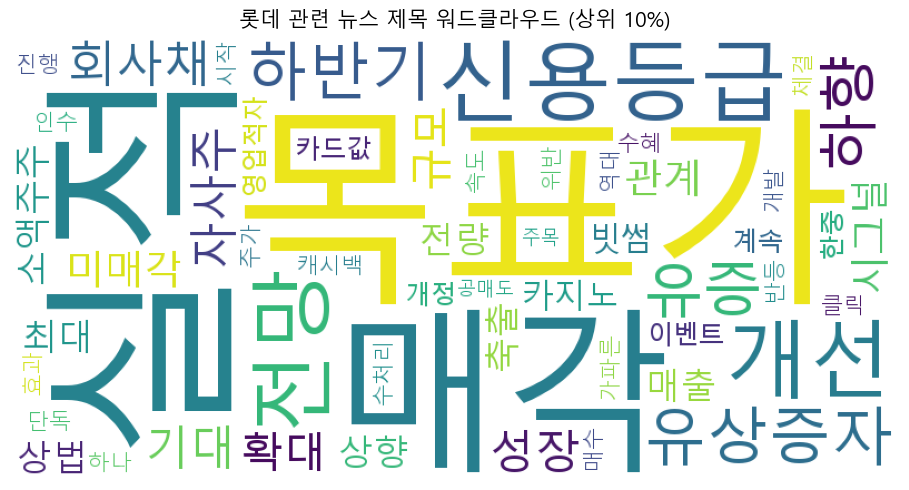 롯데 관련 뉴스 제목 워드클라우드 (상위 10%)
진행
회사채
시작
하반기
신용등급
체결
하향
인수
실적
자사주
영업적자
목표가
카드값
규모
속도
위반
역대
수혜
관계
개발
시그널
소액주주
미매각
주가
캐시백
전량
주목
빗썸
계속
한중
반등
최대
전망
매각
개정
공매도
카지노
유증
클릭
효과
수처리
축출
가파른
이벤트
개선
단독
매출
상법
하나
기대
확대
상향
성장
매수
유상증자